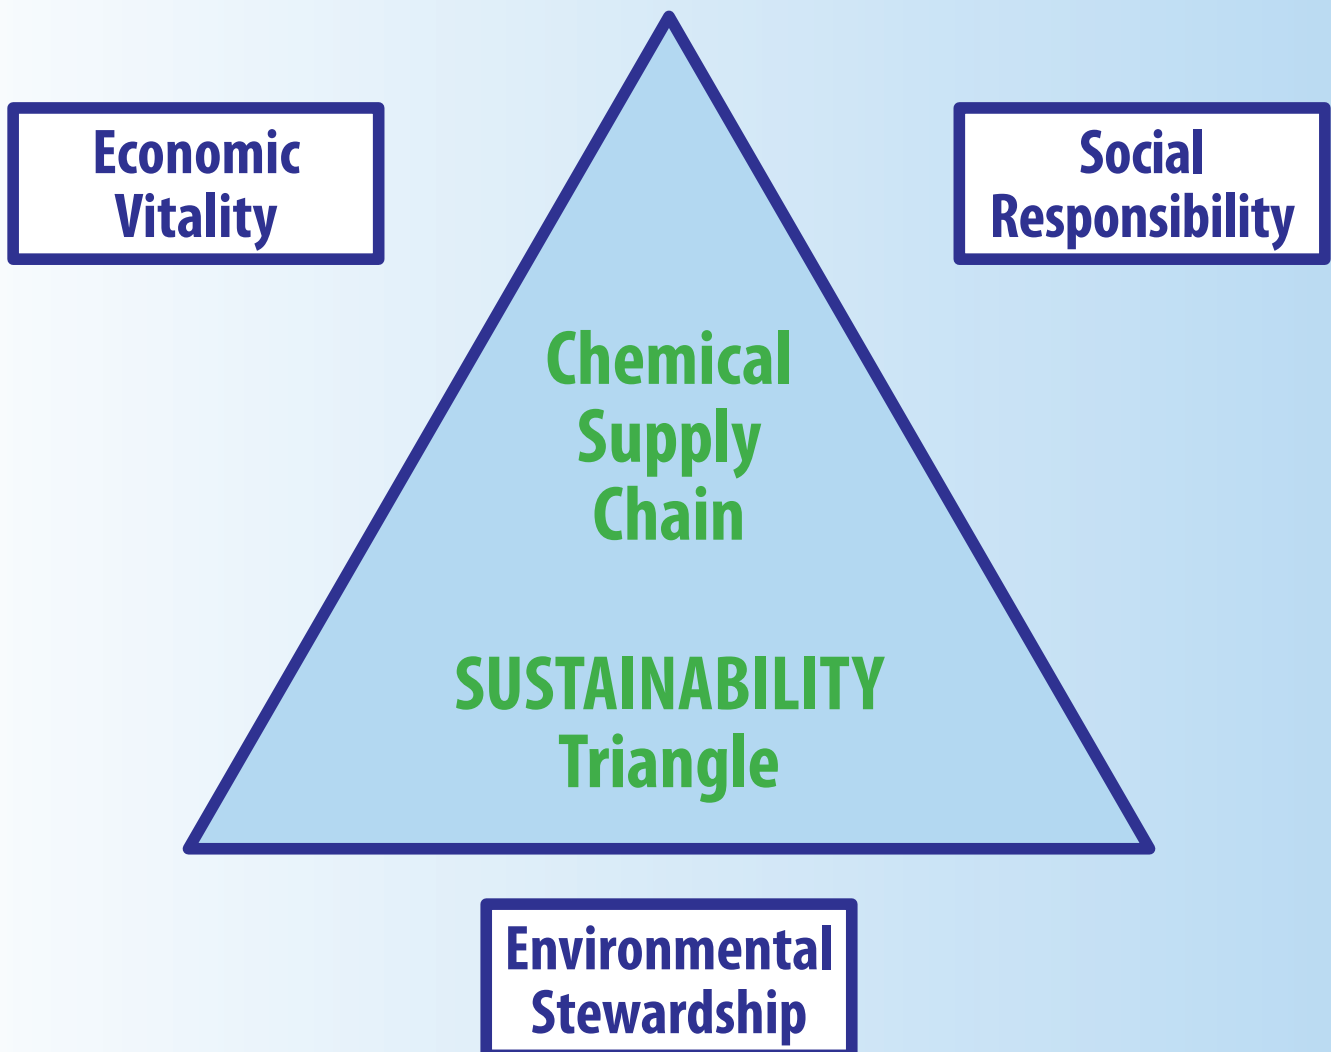 Economic
Vitality
Social
Responsibility
Chemical
Supply
Chain
SUSTAINABILITY
Triangle
Environmental
Stewardship